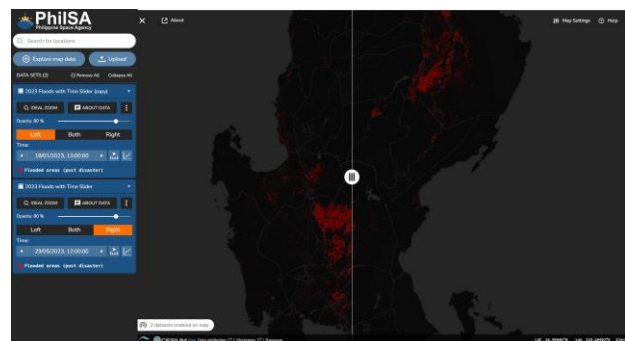 PhilSA
Philippine Space Agency
Search for locations
Explore map data
Upload
DATA SETS (2)
Remove All
Collapse All
2023 Floods with Time Slider (copy)
IDEAL ZOOM
ABOUT DATA
Opacity: 80 %
Left
Both
Right
Time:
18/01/2023, 13:00:00
Flooded areas (post disaster)
2023 Floods with Time Slider
IDEAL ZOOM
ABOUT DATA
Opacity: 80 %
Left
Both
Right
Time:
29/05/2023, 12:00:00
Flooded areas (post disaster)
About
Map Settings
Help
2 datasets enabled on map